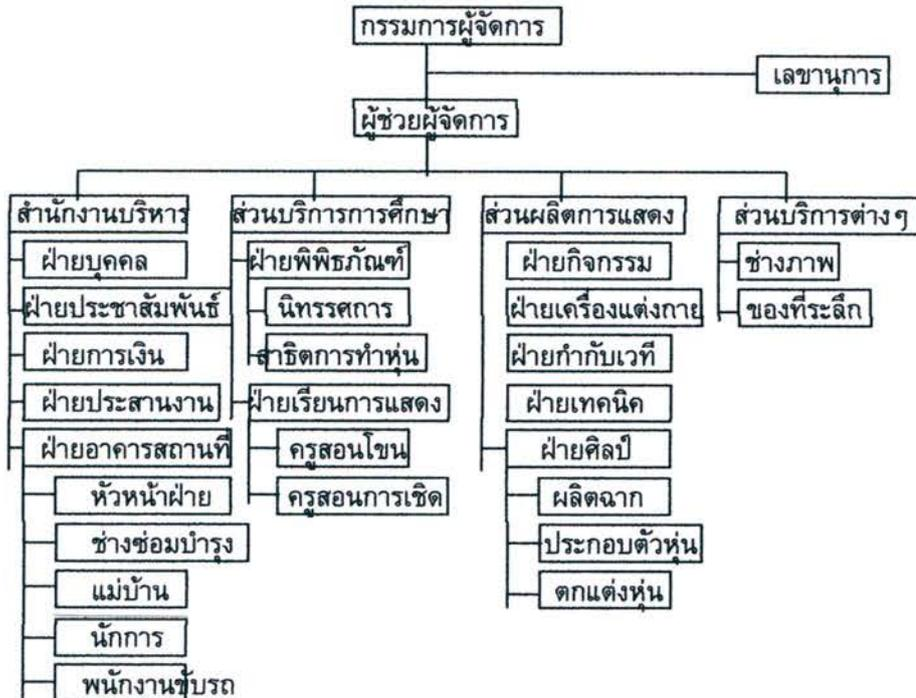 กรรมการผู้จัดการ
เลขานุการ
ผู้ช่วยผู้จัดการ
สำนักงานบริหาร
ฝ่ายบุคคล
ฝ่ายประชาสัมพันธ์
ฝ่ายการเงิน
ฝ่ายประสานงาน
ฝ่ายอาคารสถานที่
หัวหน้าฝ่าย
ช่างซ่อมบำรุง
แม่บ้าน
นักการ
พนักงานขับรถ
ส่วนบริการการศึกษา
ฝ่ายพิพิธภัณฑ์
นิทรรศการ
สาธิตการทำหุ่น
ฝ่ายเรียนการแสดง
ครูสอนโขน
ครูสอนการเชิด
ส่วนผลิตการแสดง
ฝ่ายกิจกรรม
ฝ่ายเครื่องแต่งกาย
ฝ่ายกำกับเวที
ฝ่ายเทคนิค
ฝ่ายศิลป์
ผลิตฉาก
ประกอบตัวหุ่น
ตกแต่งหุ่น
ส่วนบริการต่างๆ
ช่างภาพ
ของที่ระลึก